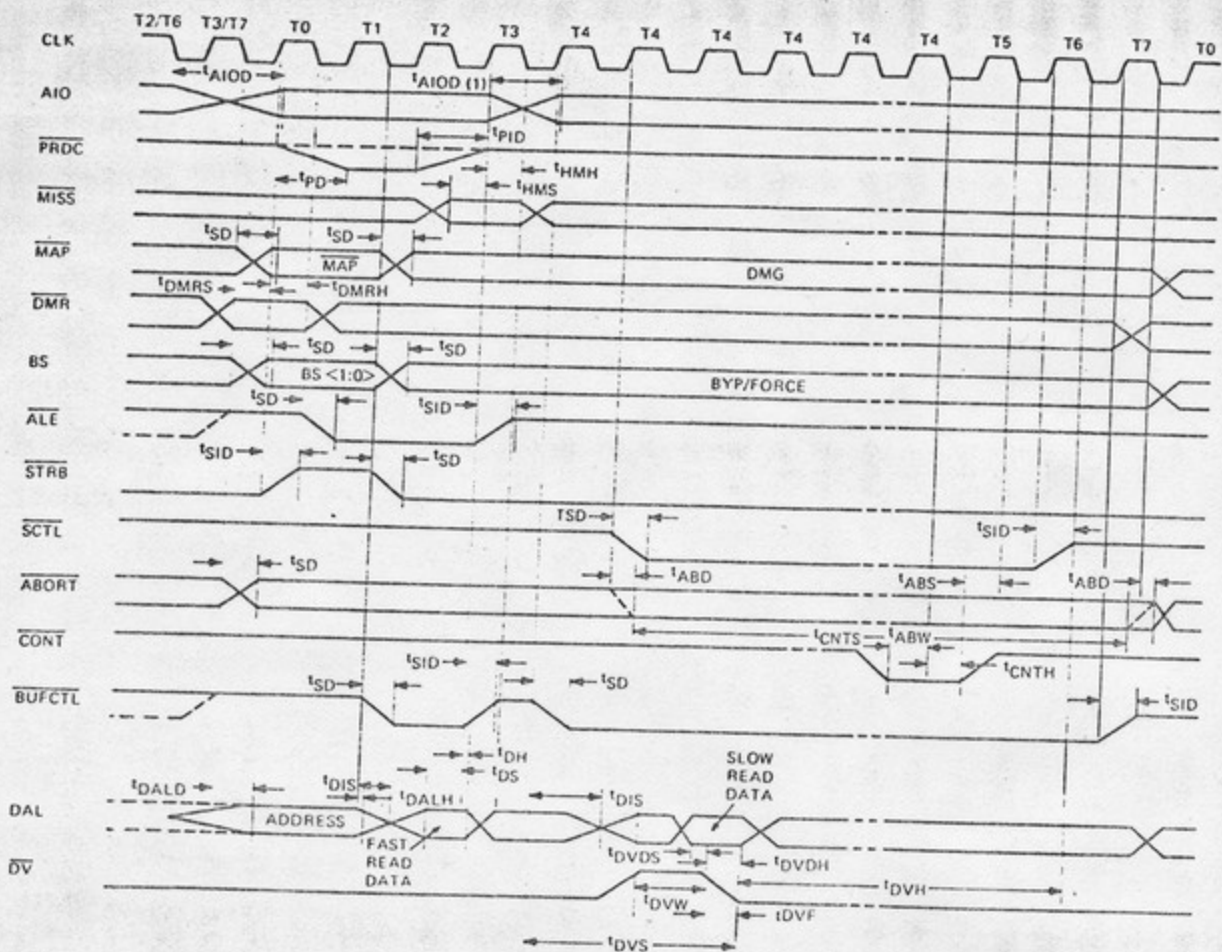 T2/T6 T3/T7 T0 T1 T2 T3 T4 T4 T4 T4 T4 T5 T6 T7 T0
CLK
tAIOD tAIOD (1)
AIO
tPID
PRDC
tPD tHMH
tHMS
MISS
tSD tSD
MAP MAP DMG
tDMRS tDMRH
DMR
tSD tSD
BS BS <1:0> BYP/FORCE
tSD tSID
ALE
tSID tSD
STRB
TSD tSID
SCTL
tSD tABD tABS tABD
ABORT
tCNTS tABW
CONT
tSID tCNTH
tSD tSD
BUFCTL tSID
tDH
tDS SLOW READ DATA
tDALD tDIS tDALH tDIS
DAL ADDRESS
FAST READ DATA
tDVDS tDVDH
DV
tDVW tDVH
tDVF
tDVS